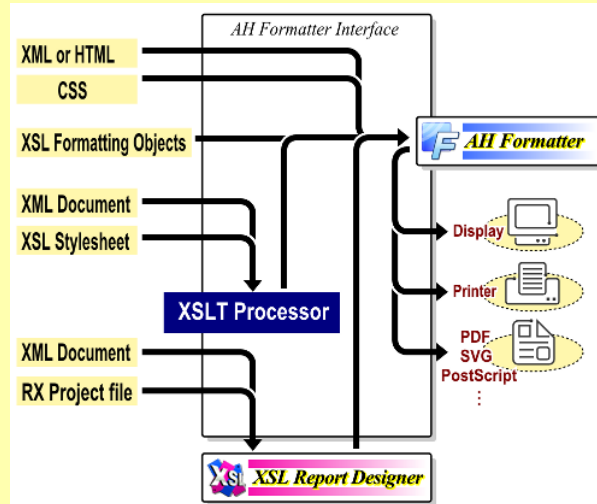 AH Formatter Interface
XML or HTML
CSS
XSL Formatting Objects
AH Formatter
XML Document
XSL Stylesheet
Display
XSLT Processor
Printer
XML Document
RX Project file
PDF
SVG
PostScript
⋮
XSL XSL Report Designer